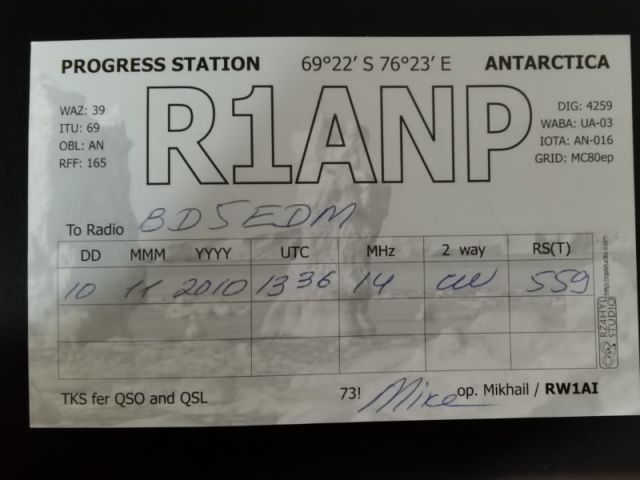 PROGRESS STATION 69°22' S 76°23' E ANTARCTICA
R1ANP
WAZ: 39
ITU: 69
OBL: AN
RFF: 165
DIG: 4259
WABA: UA-03
IOTA: AN-016
GRID: MC80ep
To Radio BD5EDM
DD MMM YYYY UTC MHz 2 way RS(T)
10 11 2010 1336 14 CW 559
RZ4HYL STUDIO
TKS fer QSO and QSL 73! Mike op. Mikhail / RW1AI